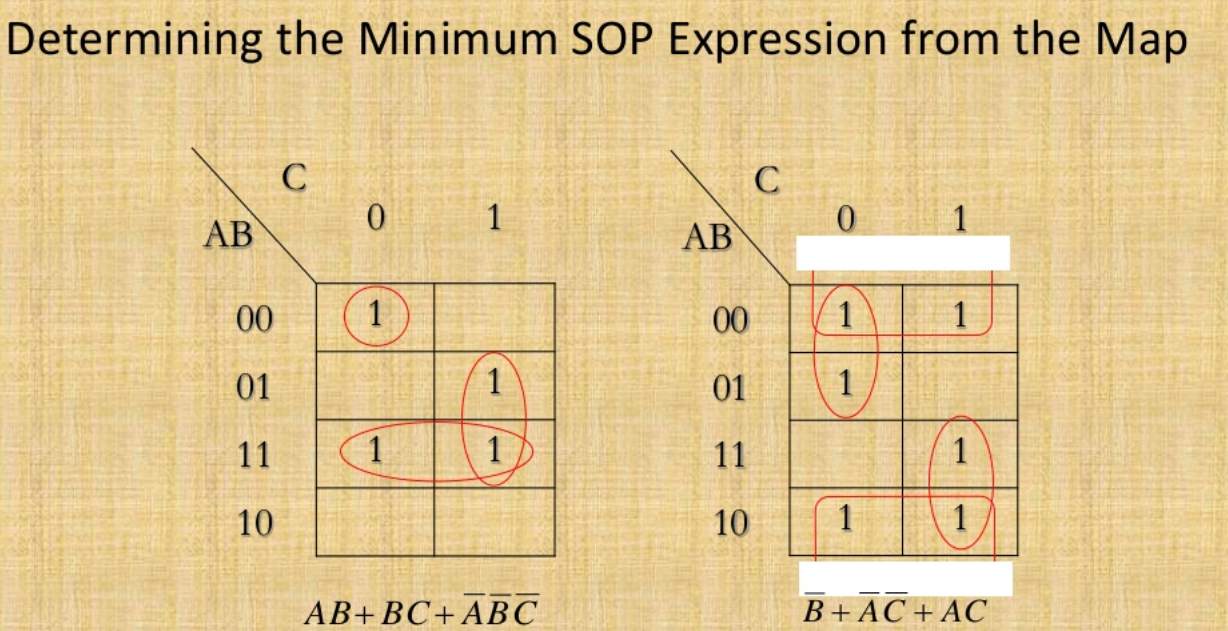 Determining the Minimum SOP Expression from the Map
C
0 1
AB
00 1
01 1
11 1 1
10
AB + BC + A̅B̅C̅
C
0 1
AB
00 1 1
01 1
11 1
10 1 1
B̅ + A̅C̅ + AC